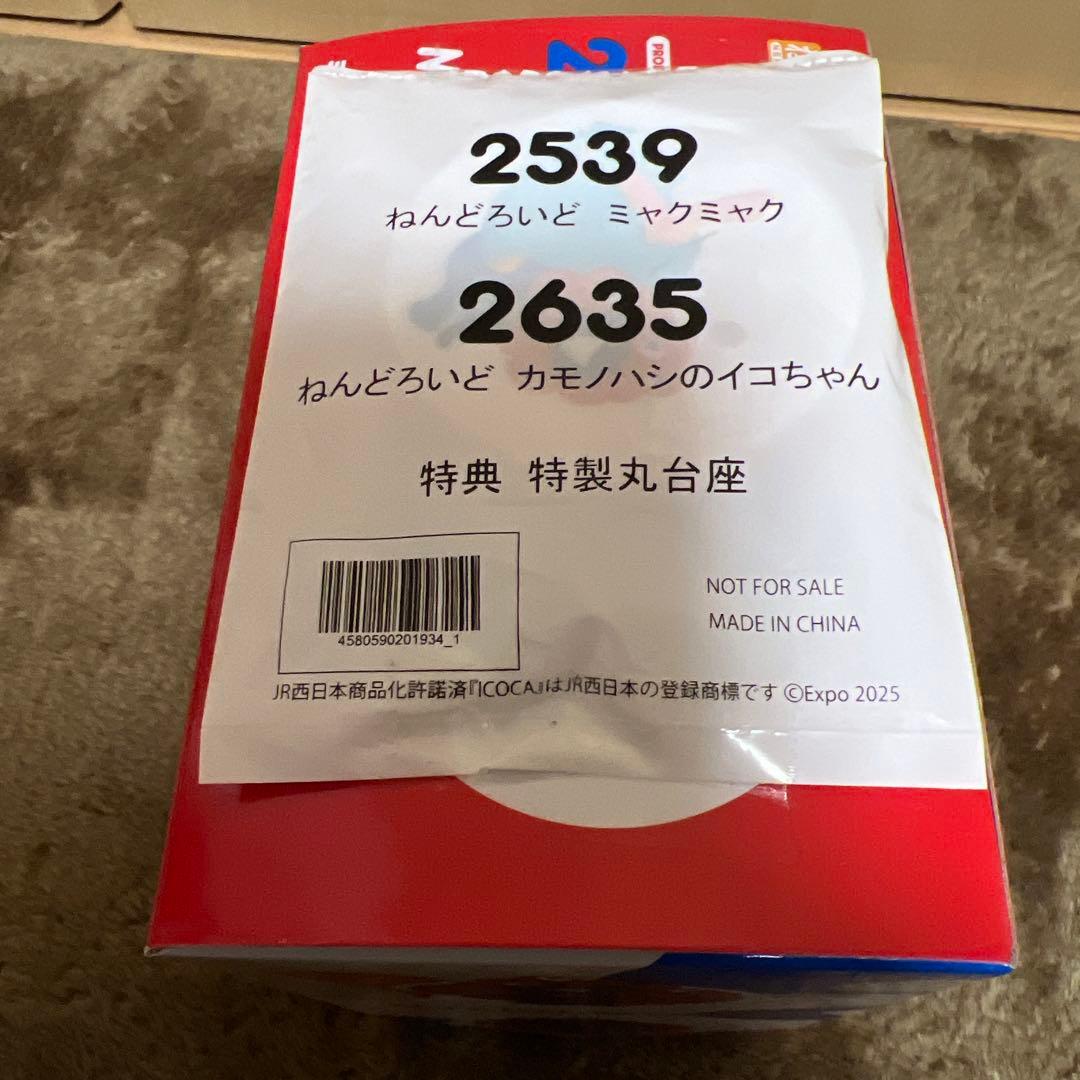 2539
ねんどろいど ミャクミャク
2635
ねんどろいど カモノハシのイコちゃん
特典 特製丸台座
4580590201934_1
NOT FOR SALE
MADE IN CHINA
JR西日本商品化許諾済『ICOCA』はJR西日本の登録商標です ©Expo 2025